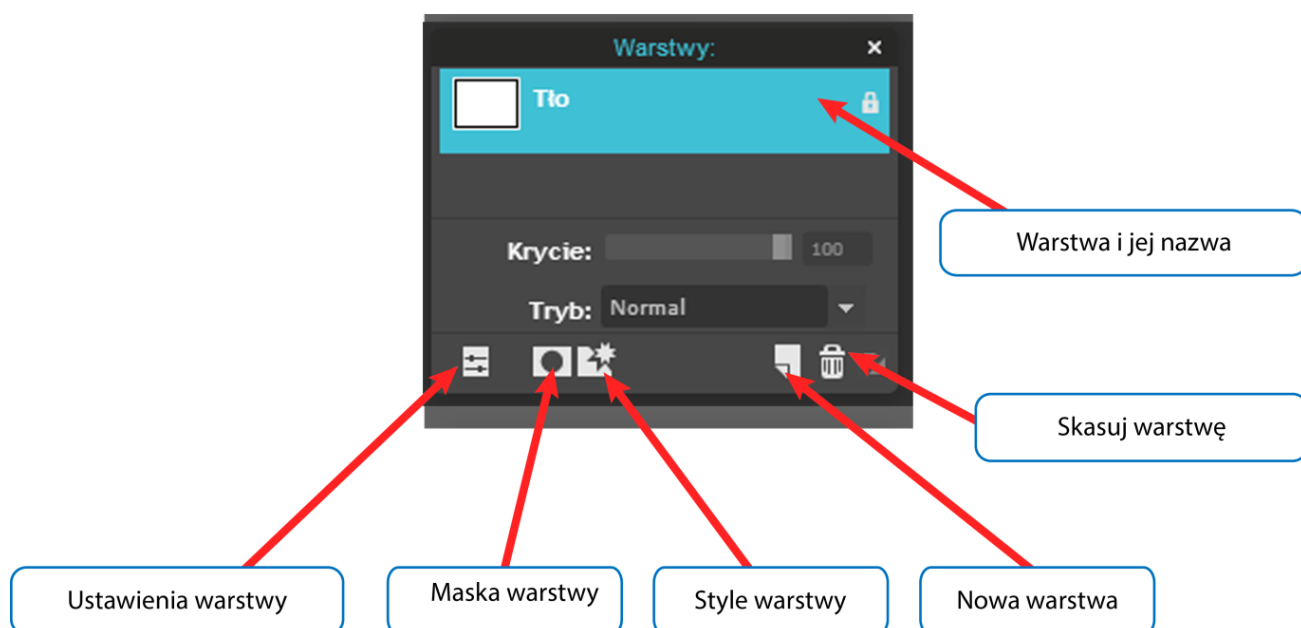 Warstwy:
Tło
Warstwa i jej nazwa
Krycie: 100
Tryb: Normal
Skasuj warstwę
Ustawienia warstwy
Maska warstwy
Style warstwy
Nowa warstwa